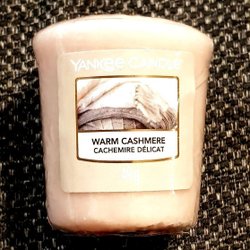 YANKEE CANDLE
WARM CASHMERE
CACHEMIRE DÉLICAT